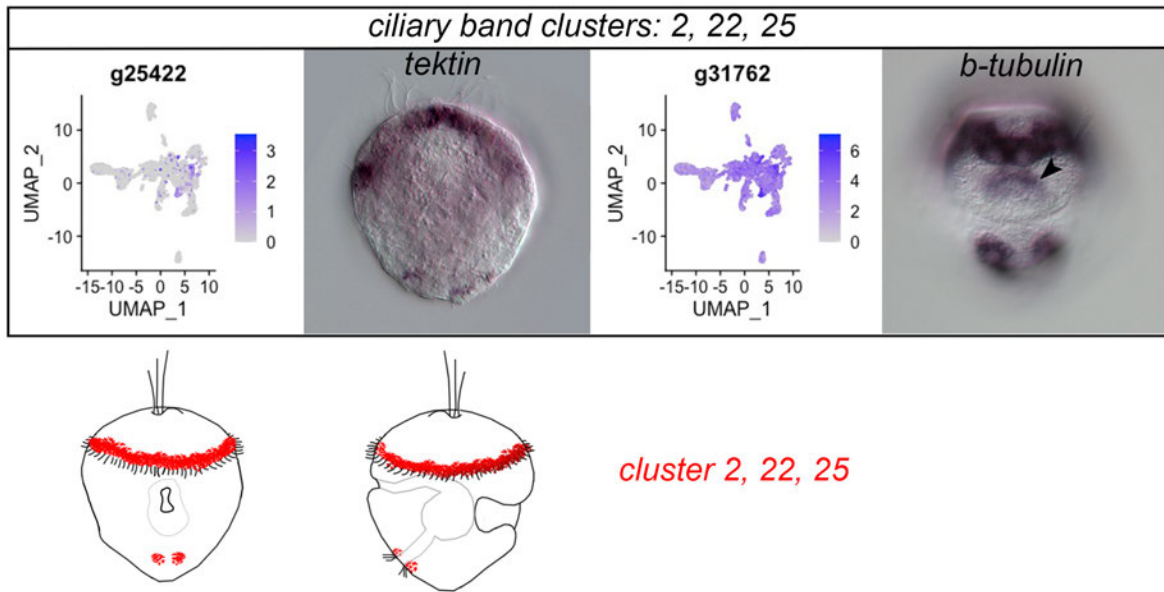 ciliary band clusters: 2, 22, 25
g25422
tektin
g31762
b-tubulin
UMAP_2
10
0
-10
-15-10 -5 0 5 10
UMAP_1
3
2
1
0
UMAP_2
10
0
-10
-15-10 -5 0 5 10
UMAP_1
6
4
2
0
cluster 2, 22, 25